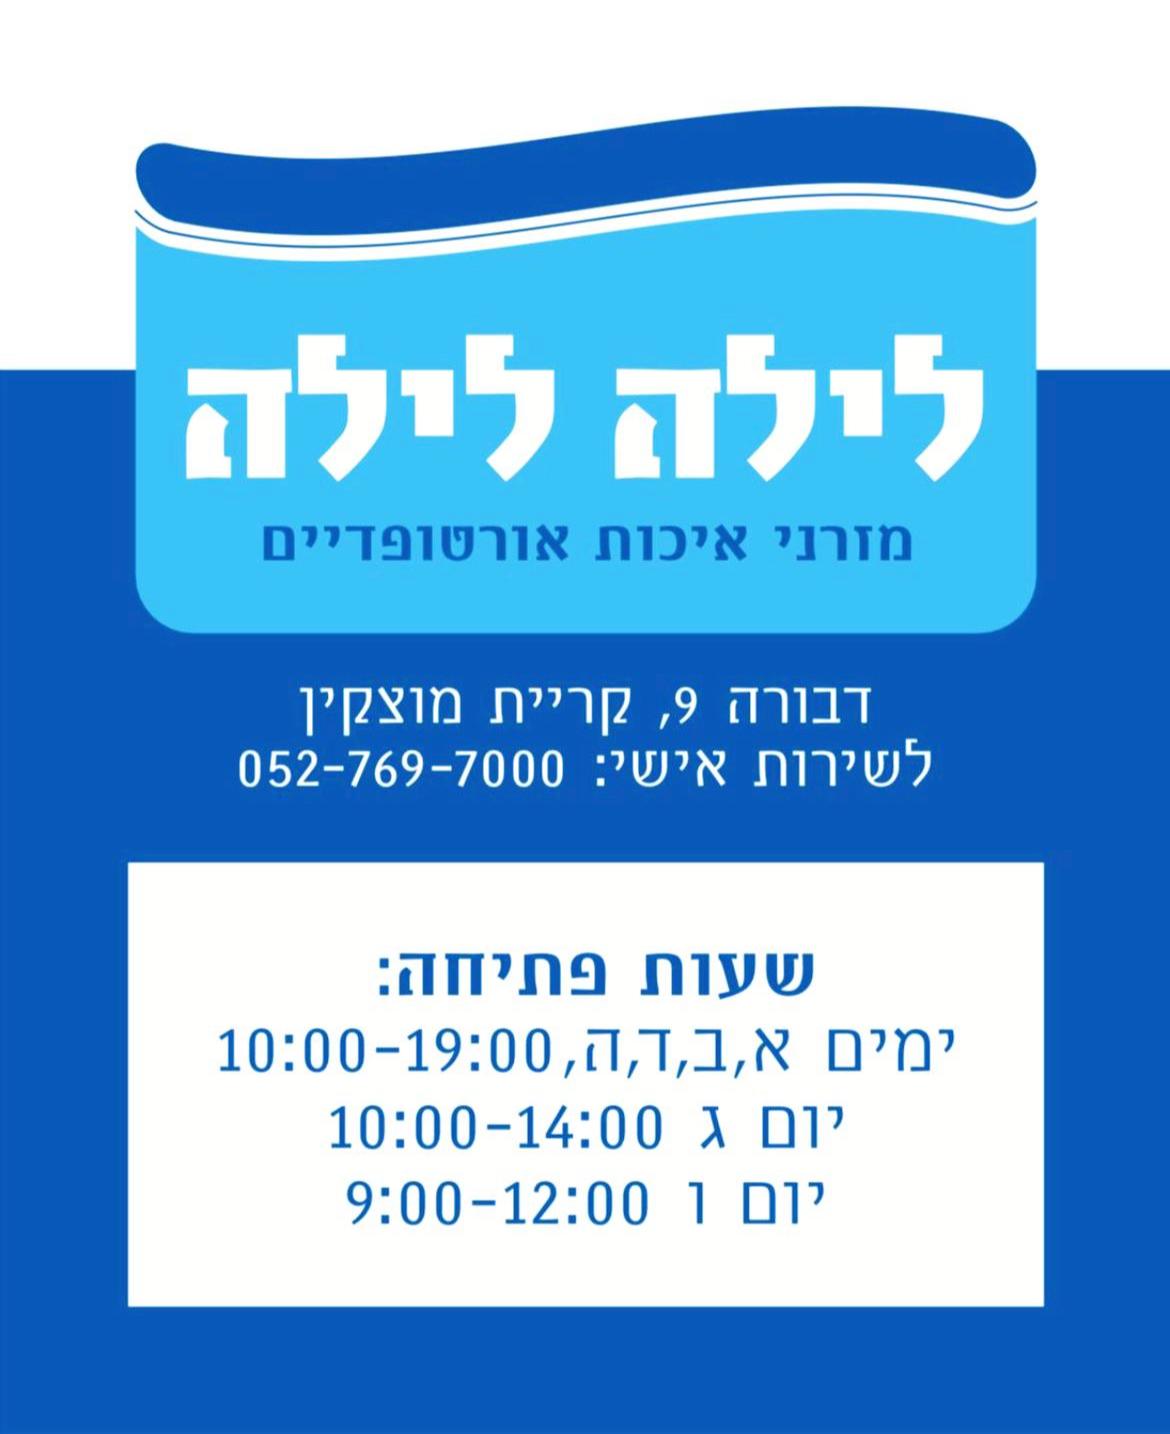 לילה לילה
מזרני איכות אורטופדיים
דבורה 9, קריית מוצקין
לשירות אישי: 052-769-7000
שעות פתיחה:
ימים א,ב,ד,ה,10:00-19:00
יום ג 10:00-14:00
יום ו 9:00-12:00